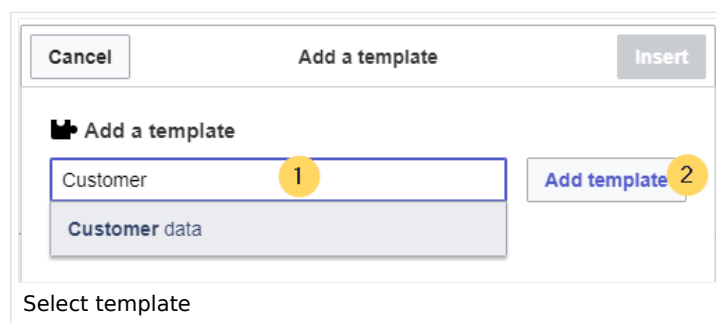 Cancel Add a template Insert
Add a template
Customer 1 Add template 2
Customer data
Select template